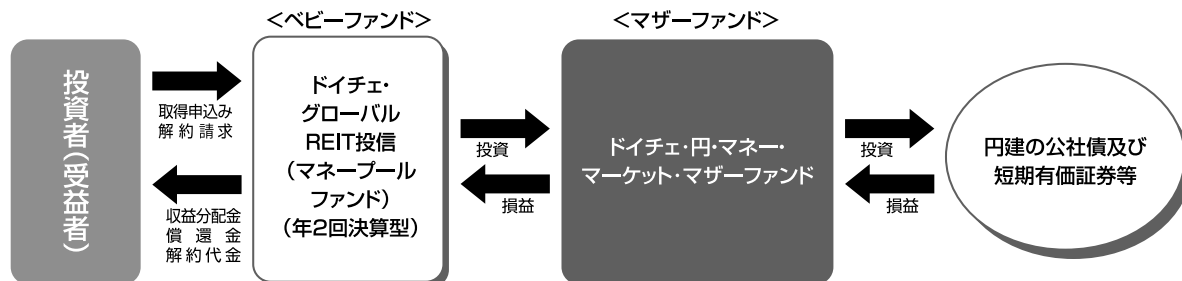 <ベビーファンド>
<マザーファンド>
投資者(受益者)
取得申込み
解約請求
収益分配金
償還金
解約代金
ドイチェ・
グローバル
REIT投信
(マネープール
ファンド)
(年2回決算型)
投資
損益
ドイチェ・円・マネー・
マーケット・マザーファンド
投資
損益
円建の公社債及び
短期有価証券等